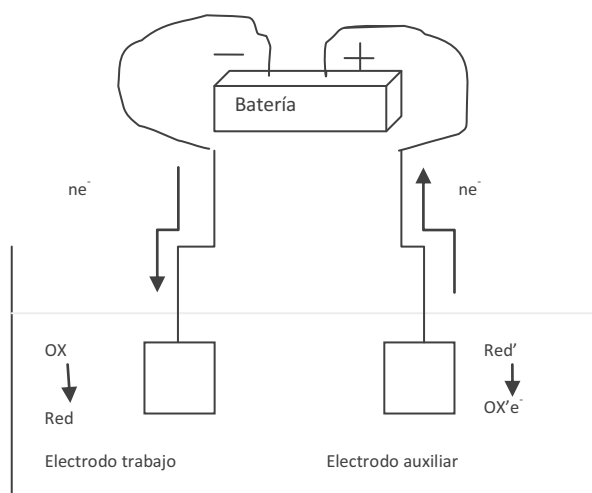 − +
Batería
ne⁻ ne⁻
OX Red’
Red OX’e⁻
Electrodo trabajo Electrodo auxiliar